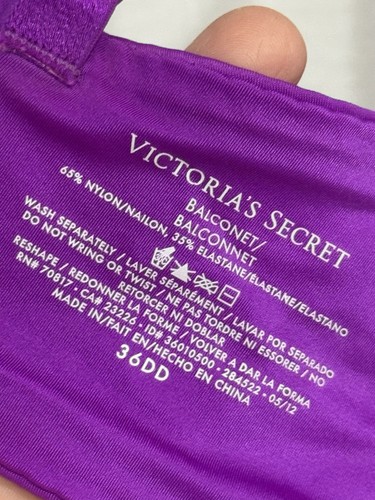 VICTORIA'S SECRET
BALCONET/
BALCONNET
65% NYLON/NAILON, 35% ELASTANE/ÉLASTANE/ELASTANO
WASH SEPARATELY / LAVER SÉPARÉMENT / LAVAR POR SEPARADO
DO NOT WRING OR TWIST / NE PAS TORDRE NI ESSORER / NO
RETORCER NI DOBLAR
RESHAPE / REDONNER LA FORME / VOLVER A DAR LA FORMA
RN# 70817 • CA# 23225 • ID# 36010500 • 284522 • 05/12
MADE IN/FAIT EN/HECHO EN CHINA
36DD